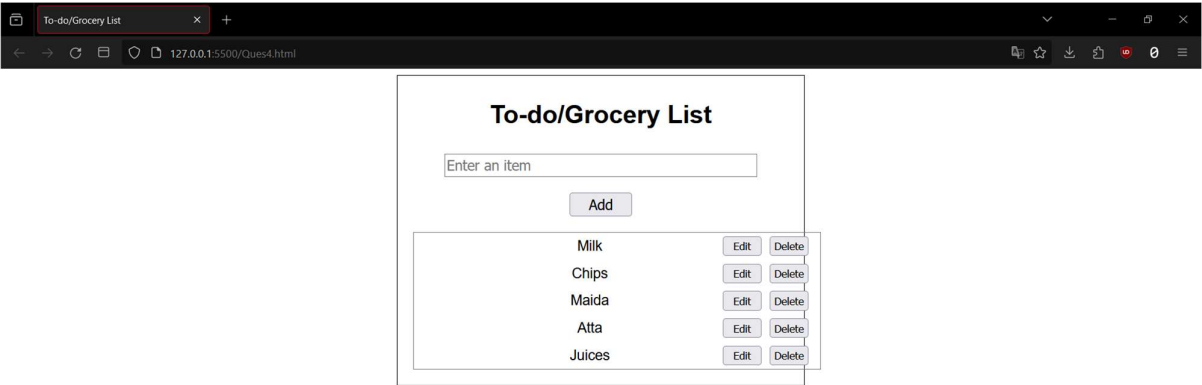 To-do/Grocery List
127.0.0.1:5500/Ques4.html
To-do/Grocery List
Enter an item
Add
Milk Edit Delete
Chips Edit Delete
Maida Edit Delete
Atta Edit Delete
Juices Edit Delete